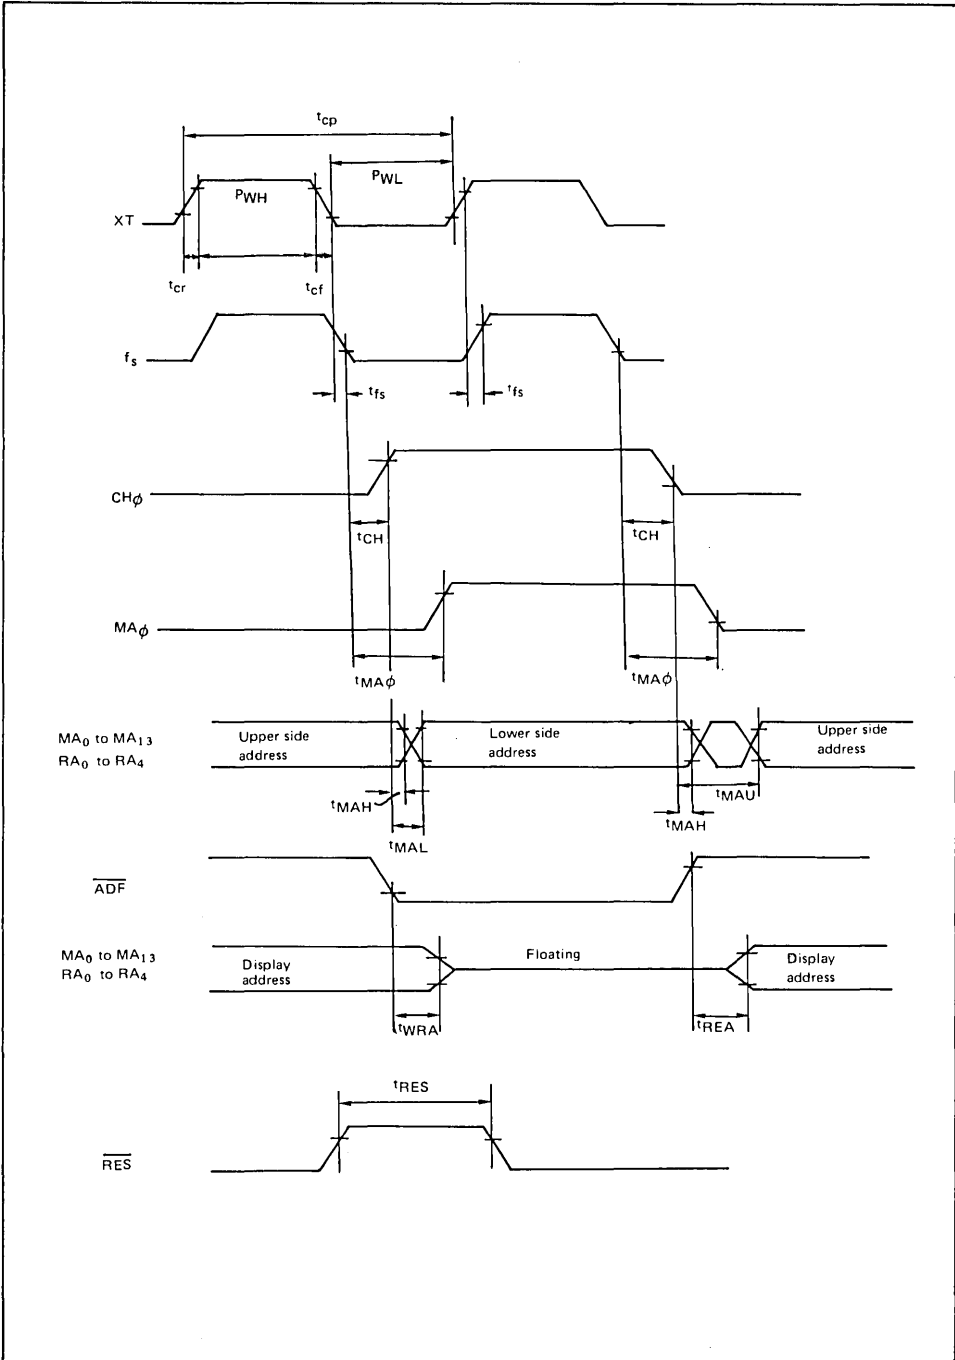 tcp
PWL
PWH
XT
tcr
tcf
fs
tfs
tfs
CHϕ
tCH
tCH
MAϕ
tMAϕ
tMAϕ
MA0 to MA13
RA0 to RA4
Upper side
address
Lower side
address
Upper side
address
tMAH
tMAU
tMAH
tMAL
ADF
MA0 to MA13
RA0 to RA4
Display
address
Floating
Display
address
tWRA
tREA
tRES
RES